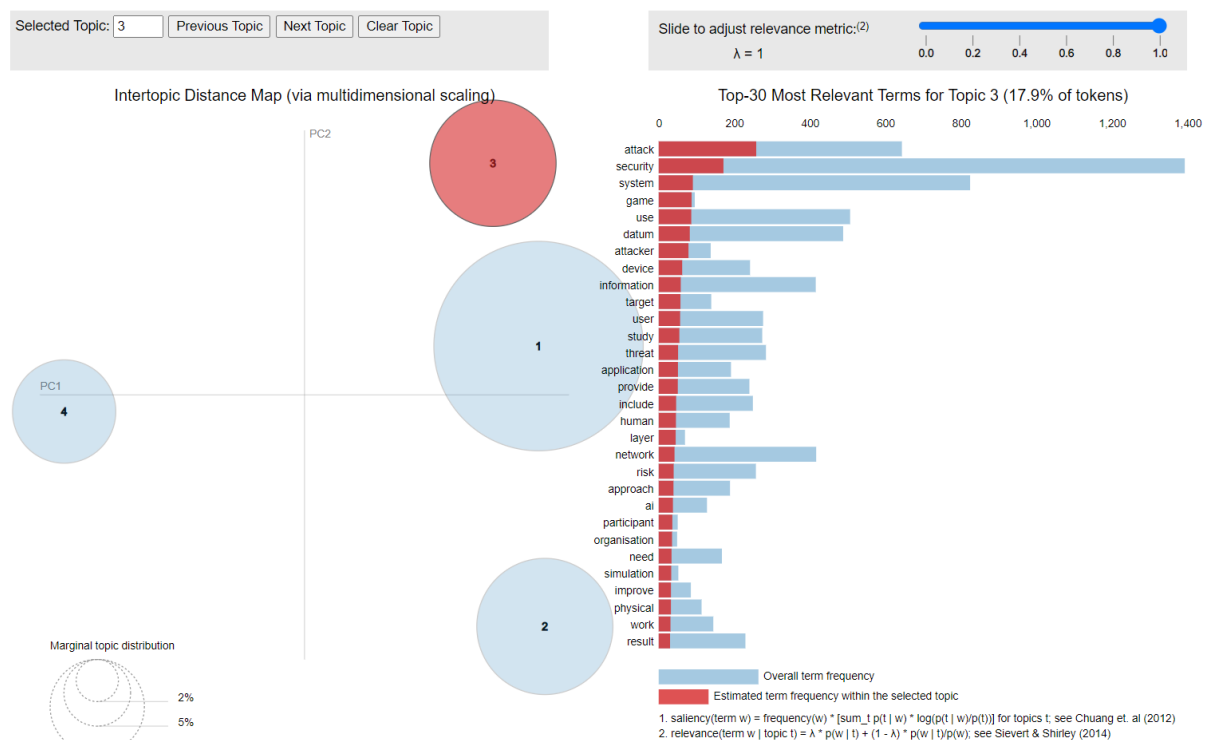 Selected Topic: 3 Previous Topic Next Topic Clear Topic
Slide to adjust relevance metric:(2)
λ = 1
0.0 0.2 0.4 0.6 0.8 1.0
Intertopic Distance Map (via multidimensional scaling)
PC2
PC1
3
1
4
2
Marginal topic distribution
2%
5%
Top-30 Most Relevant Terms for Topic 3 (17.9% of tokens)
0 200 400 600 800 1,000 1,200 1,400
attack
security
system
game
use
datum
attacker
device
information
target
user
study
threat
application
provide
include
human
layer
network
risk
approach
ai
participant
organisation
need
simulation
improve
physical
work
result
Overall term frequency
Estimated term frequency within the selected topic
1. saliency(term w) = frequency(w) * [sum_t p(t | w) * log(p(t | w)/p(t))] for topics t; see Chuang et. al (2012)
2. relevance(term w | topic t) = λ * p(w | t) + (1 - λ) * p(w | t)/p(w); see Sievert & Shirley (2014)